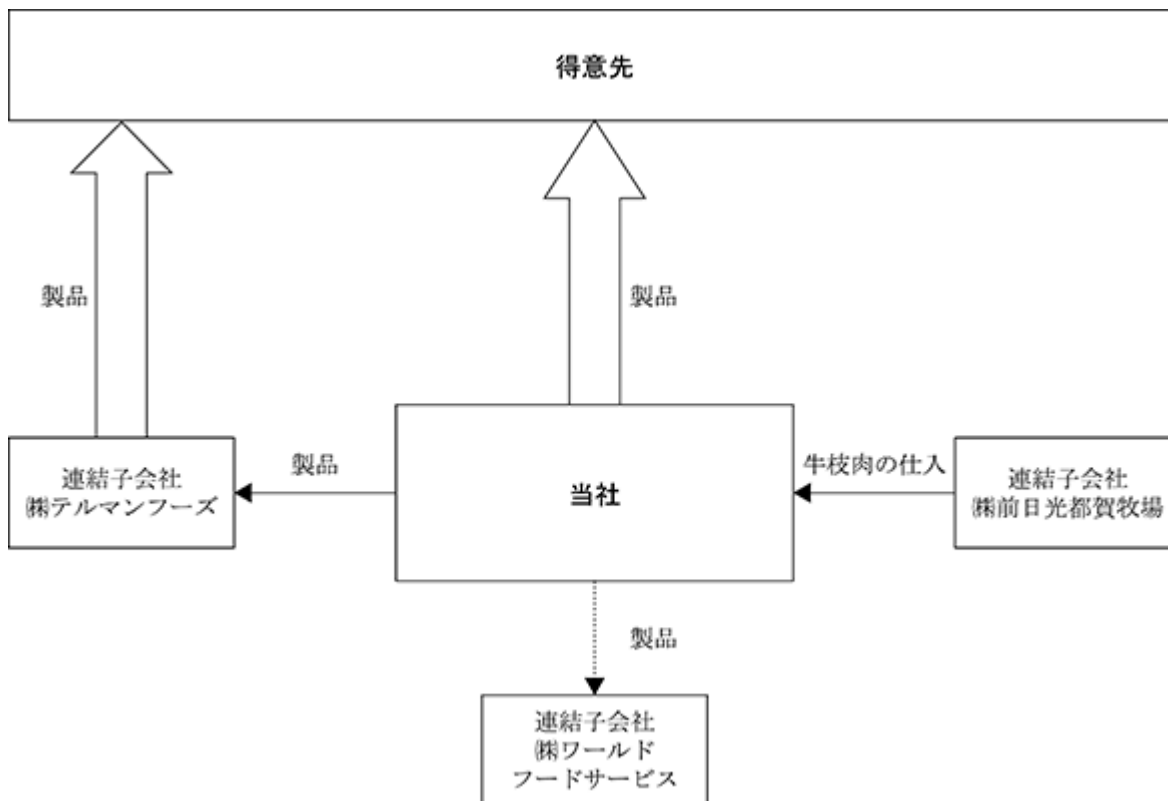 得意先
製品
製品
製品
牛枝肉の仕入
連結子会社
㈱テルマンフーズ
当社
連結子会社
㈱前日光都賀牧場
製品
連結子会社
㈱ワールド
フードサービス